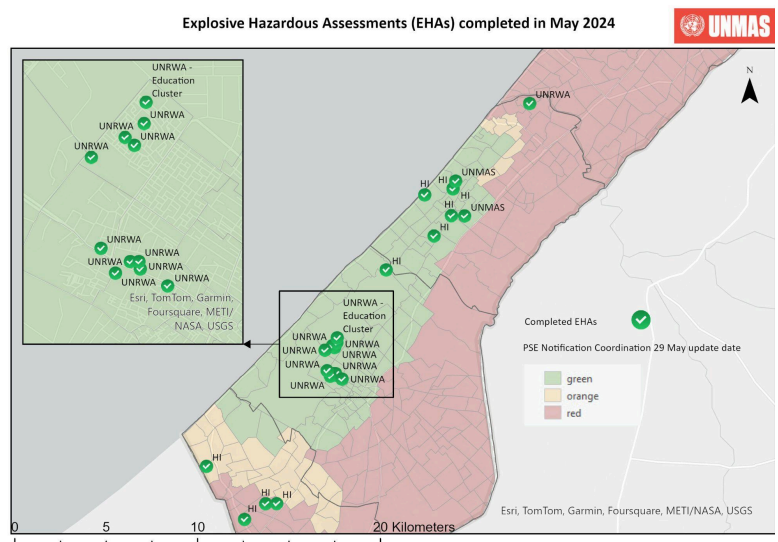 Explosive Hazardous Assessments (EHAs) completed in May 2024
UNMAS
UNRWA -
Education
Cluster
UNRWA
UNRWA
UNRWA
UNRWA
UNRWA
UNRWA
UNRWA
UNRWA
UNRWA
UNRWA
Esri, TomTom, Garmin,
Foursquare, METI/
NASA, USGS
N
UNRWA
HI
HI
UNMAS
HI
HI
UNMAS
HI
HI
UNRWA -
Education
Cluster
UNRWA
UNRWA
UNRWA
UNRWA
UNRWA
UNRWA
UNRWA
UNRWA
HI
HI
HI
HI
Completed EHAs
PSE Notification Coordination 29 May update date
green
orange
red
Esri, TomTom, Garmin, Foursquare, METI/NASA, USGS
0 5 10 20 Kilometers